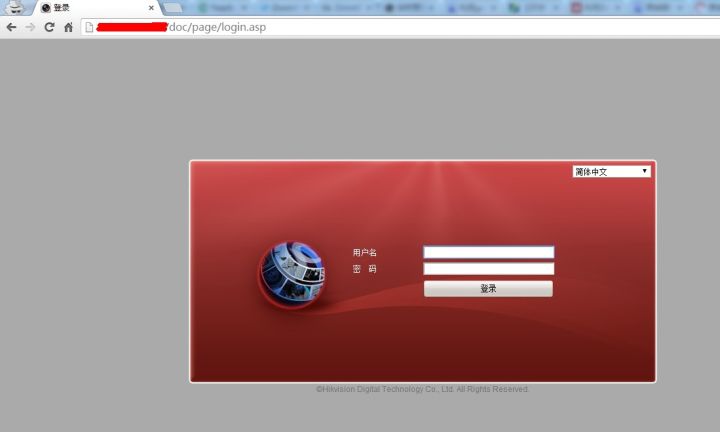 登录
/doc/page/login.asp
简体中文
用户名
密 码
登录
©Hikvision Digital Technology Co., Ltd. All Rights Reserved.